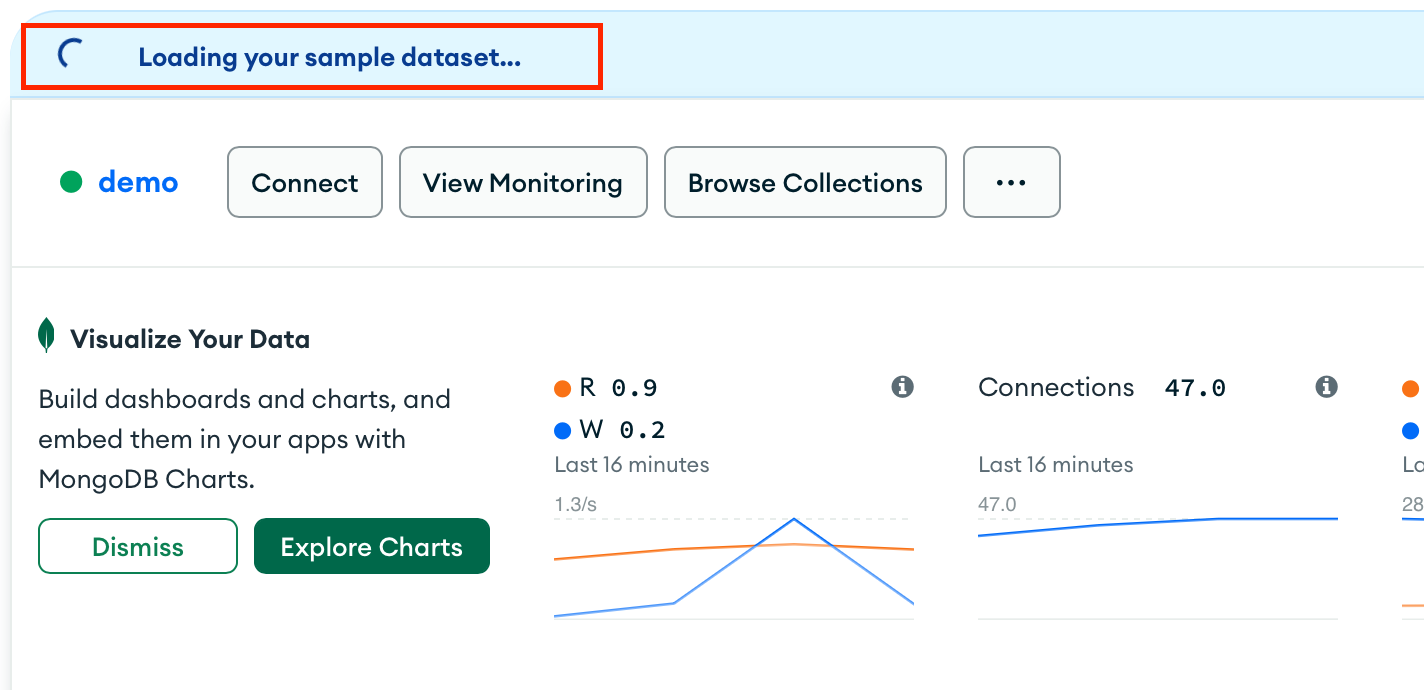 Loading your sample dataset...
demo
Connect
View Monitoring
Browse Collections
...
Visualize Your Data
Build dashboards and charts, and
embed them in your apps with
MongoDB Charts.
Dismiss
Explore Charts
R 0.9
W 0.2
Last 16 minutes
1.3/s
Connections 47.0
Last 16 minutes
47.0
La
28